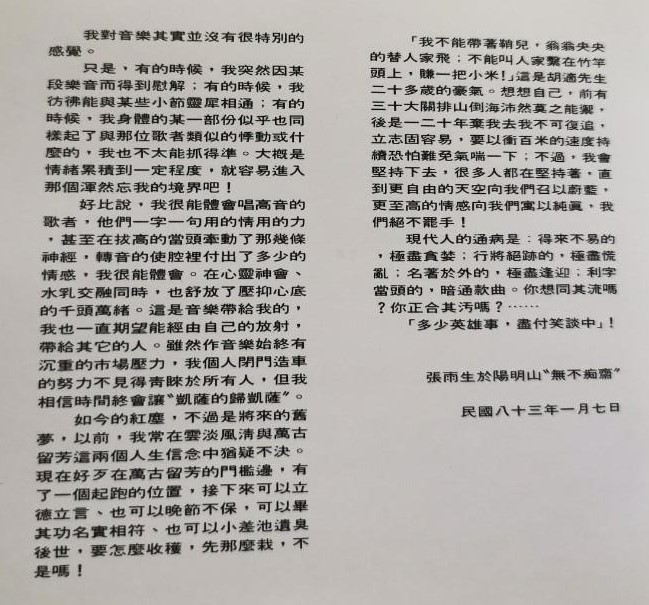 我對音樂其實並沒有很特別的
感覺。
只是，有的時候，我突然因某
段樂音而得到慰解；有的時候，我
彷彿能與某些小節靈犀相通；有的
時候，我身體的某一部份似乎也同
樣起了與那位歌者類似的悸動或什
麼的，我也不太能抓得準。大概是
情緒累積到一定程度，就容易進入
那個渾然忘我的境界吧！
好比說，我很能體會唱高音的
歌者，他們一字一句用的情用的力
，甚至在拔高的當頭牽動了那幾條
神經，轉音的使腔裡付出了多少的
情感，我很能體會。在心靈神會、
水乳交融同時，也舒放了壓抑心底
的千頭萬緒。這是音樂帶給我的，
我也一直期望能經由自己的放射，
帶給其它的人。雖然作音樂始終有
沉重的市場壓力，我個人閉門造車
的努力不見得青睞於所有人，但我
相信時間終會讓“凱薩的歸凱薩”。
如今的紅塵，不過是將來的舊
夢，以前，我常在雲淡風清與萬古
留芳這兩個人生信念中猶疑不決。
現在好歹在萬古留芳的門檻邊，有
了一個起跑的位置，接下來可以立
德立言、也可以晚節不保，可以畢
其功名實相符、也可以小差池遺臭
後世，要怎麼收穫，先那麼栽，不
是嗎！
「我不能帶著鞘兒，翁翁央央
的替人家飛；不能叫人家繫在竹竿
頭上，賺一把小米！」這是胡適先生
二十多歲的豪氣。想想自己，前有
三十大關排山倒海沛然莫之能禦，
後是一二十年棄我去我不可復追，
立志固容易，要以衝百米的速度持
續恐怕難免氣喘一下；不過，我會
堅持下去，很多人都在堅持著，直
到更自由的天空向我們召以蔚藍，
更至高的情感向我們寓以純真，我
們絕不罷手！
現代人的通病是：得來不易的
，極盡貪婪；行將絕跡的，極盡慌
亂；名著於外的，極盡逢迎；利字
當頭的，暗通款曲。你想同其流嗎
？你正合其污嗎？……
「多少英雄事，盡付笑談中」！
張雨生於陽明山“無不痴齋”
民國八十三年一月七日